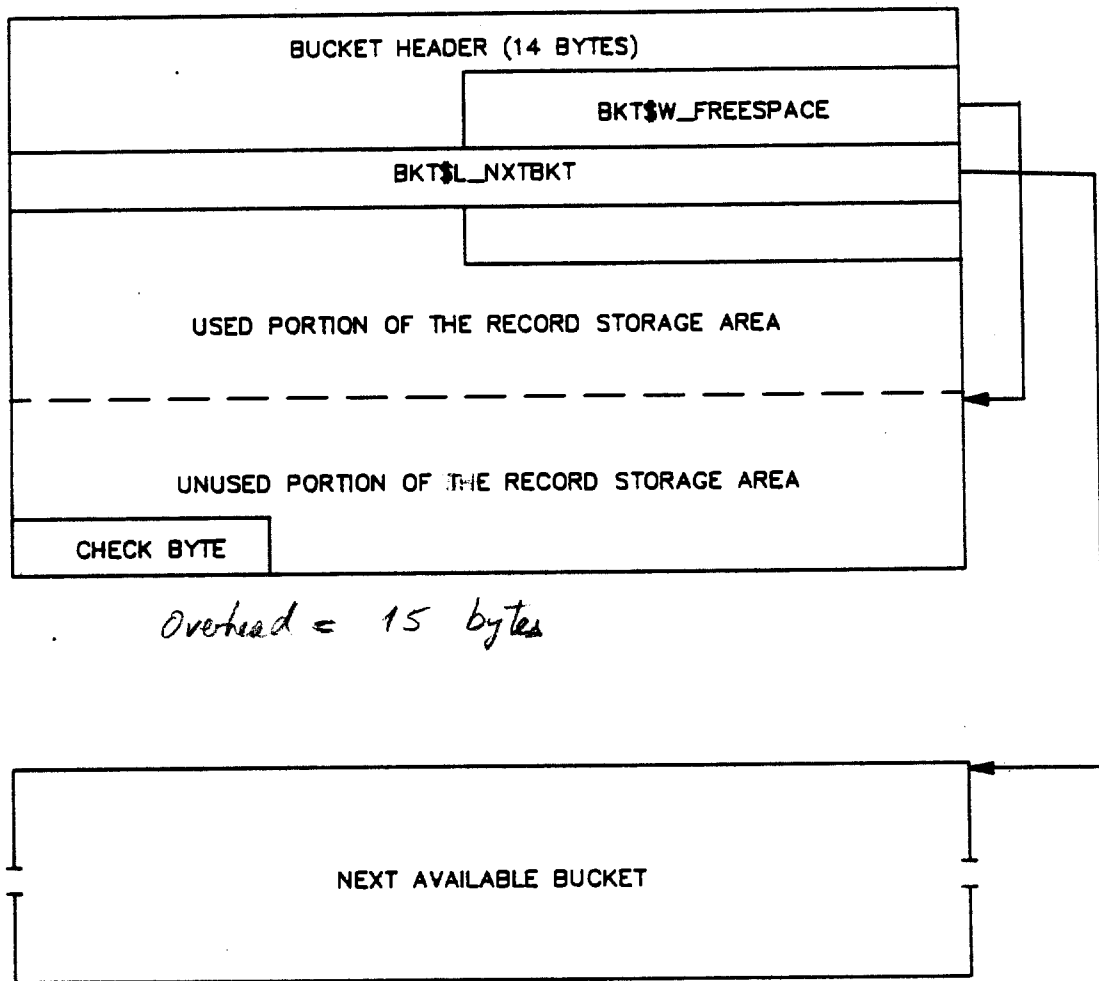 BUCKET HEADER (14 BYTES)
BKT$W_FREESPACE
BKT$L_NXTBKT
USED PORTION OF THE RECORD STORAGE AREA
UNUSED PORTION OF THE RECORD STORAGE AREA
CHECK BYTE
Overhead = 15 bytes
NEXT AVAILABLE BUCKET